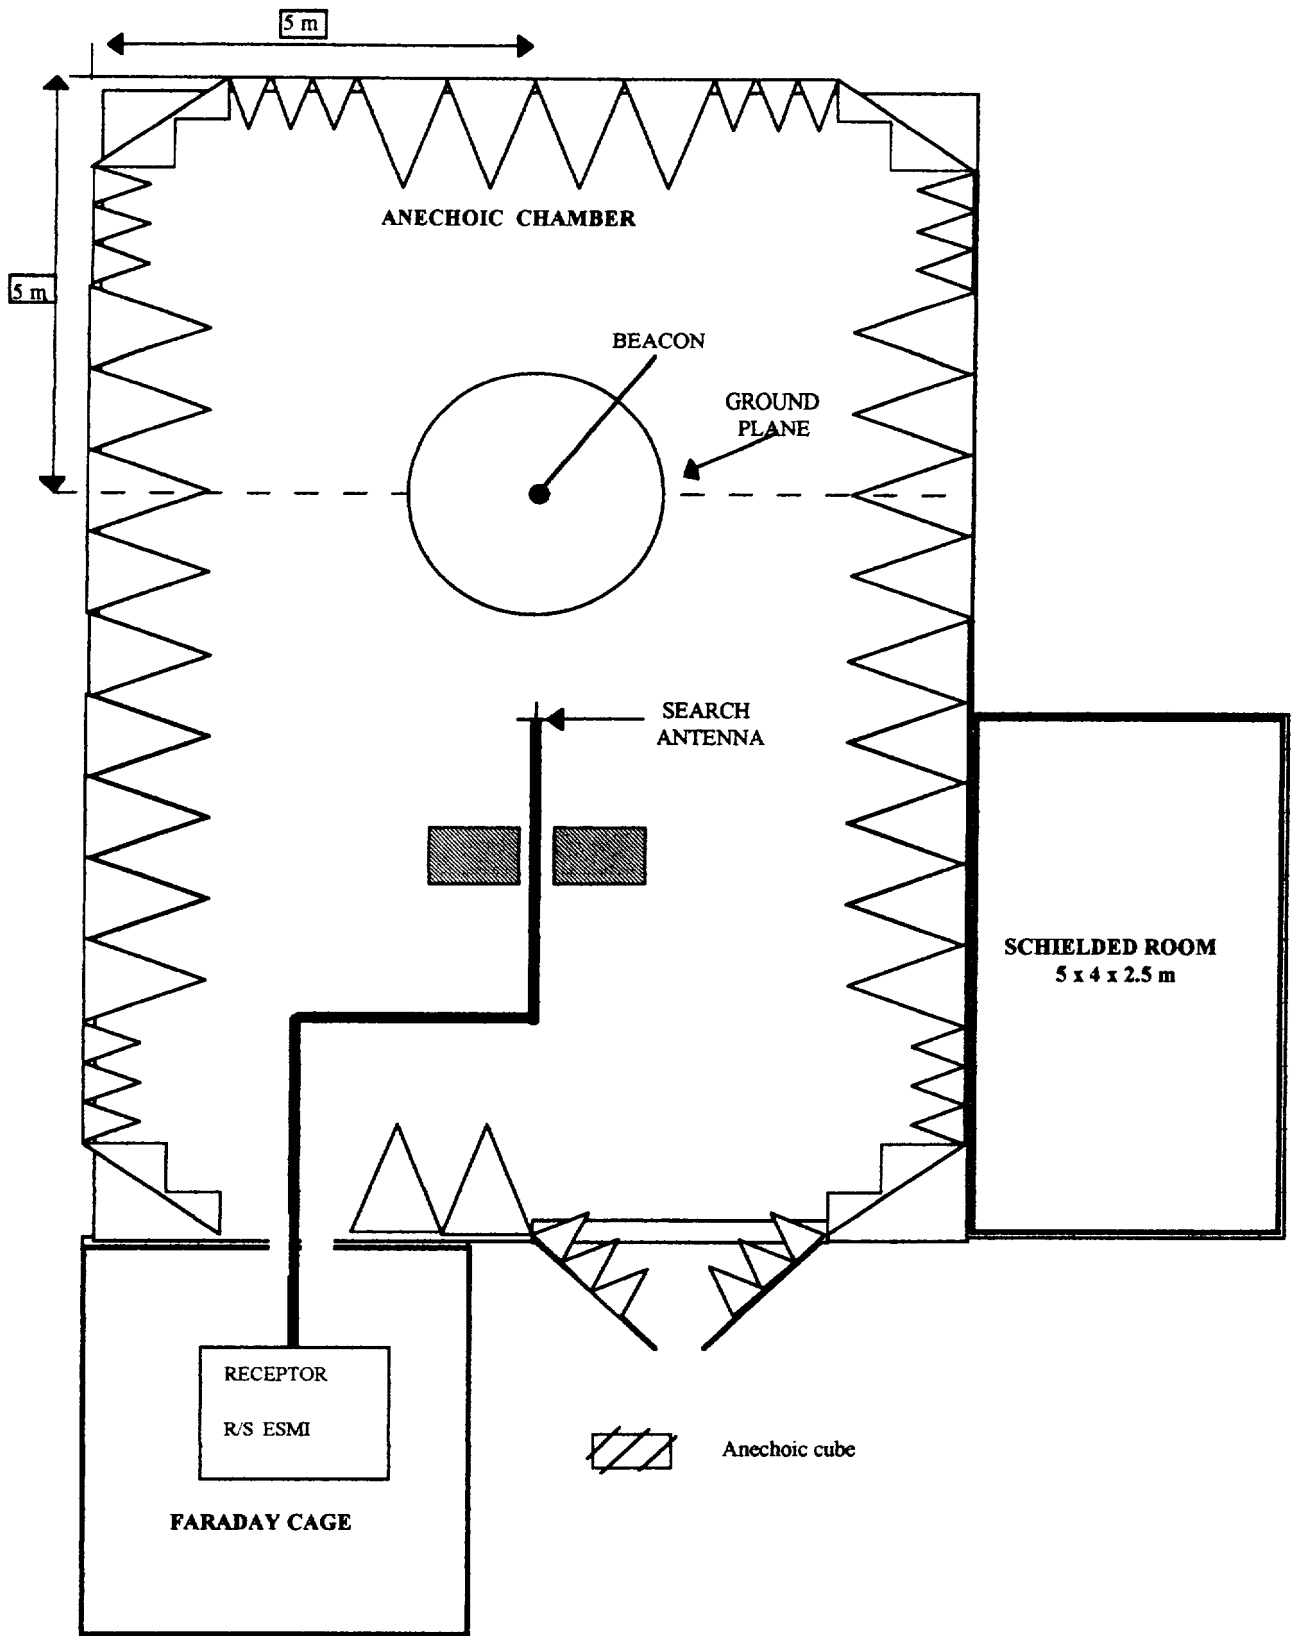 5 m
ANECHOIC CHAMBER
5 m
BEACON
GROUND
PLANE
SEARCH
ANTENNA
SCHIELDED ROOM
5 x 4 x 2.5 m
RECEPTOR
R/S ESMI
Anechoic cube
FARADAY CAGE